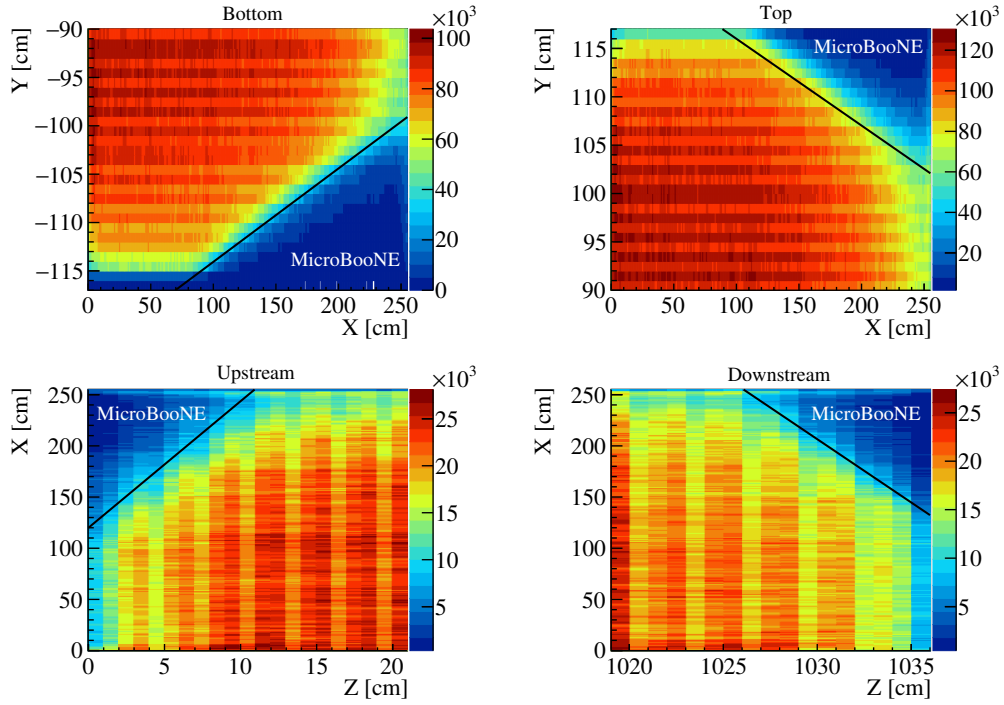 Bottom
×10³
Y [cm]
−90
−95
−100
−105
−110
−115
MicroBooNE
100
80
60
40
20
0
0 50 100 150 200 250
X [cm]
Top
×10³
Y [cm]
115
110
105
100
95
90
MicroBooNE
120
100
80
60
40
20
0 50 100 150 200 250
X [cm]
Upstream
×10³
X [cm]
250
200
150
100
50
0
MicroBooNE
25
20
15
10
5
0 5 10 15 20
Z [cm]
Downstream
×10³
X [cm]
250
200
150
100
50
0
MicroBooNE
25
20
15
10
5
1020 1025 1030 1035
Z [cm]